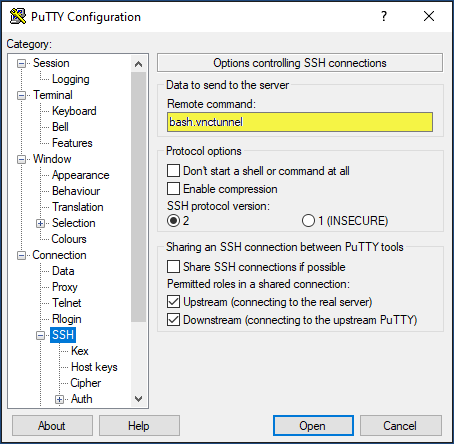 PuTTY Configuration
?
Category:
Session
Logging
Terminal
Keyboard
Bell
Features
Window
Appearance
Behaviour
Translation
Selection
Colours
Connection
Data
Proxy
Telnet
Rlogin
SSH
Kex
Host keys
Cipher
Auth
Options controlling SSH connections
Data to send to the server
Remote command:
bash.vnctunnel
Protocol options
Don't start a shell or command at all
Enable compression
SSH protocol version:
2
1 (INSECURE)
Sharing an SSH connection between PuTTY tools
Share SSH connections if possible
Permitted roles in a shared connection:
Upstream (connecting to the real server)
Downstream (connecting to the upstream PuTTY)
About
Help
Open
Cancel